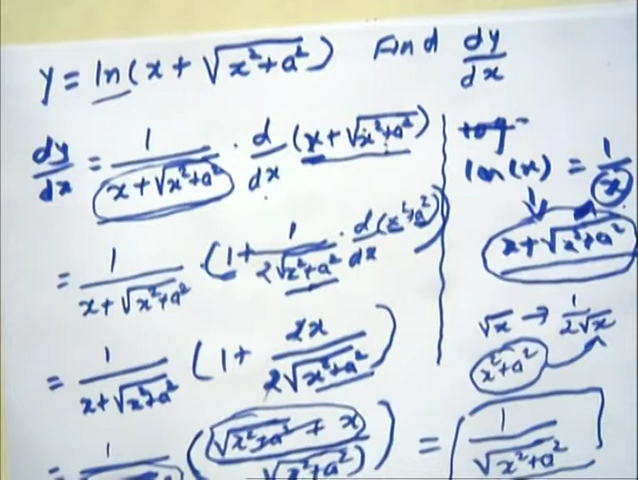 y = ln(x + √(x²+a²)) Find dy/dx
dy/dx = 1/(x+√(x²+a²)) · d/dx (x+√(x²+a²))
= 1/(x+√(x²+a²)) (1 + 1/(2√(x²+a²)) · d/dx (x²+a²))
= 1/(x+√(x²+a²)) (1 + 2x/(2√(x²+a²)))
= 1 ((√(x²+a²) + x)/√(x²+a²)) = 1/√(x²+a²)
ln(x) = 1/x
x+√(x²+a²)
√x → 1/(2√x)
x²+a²